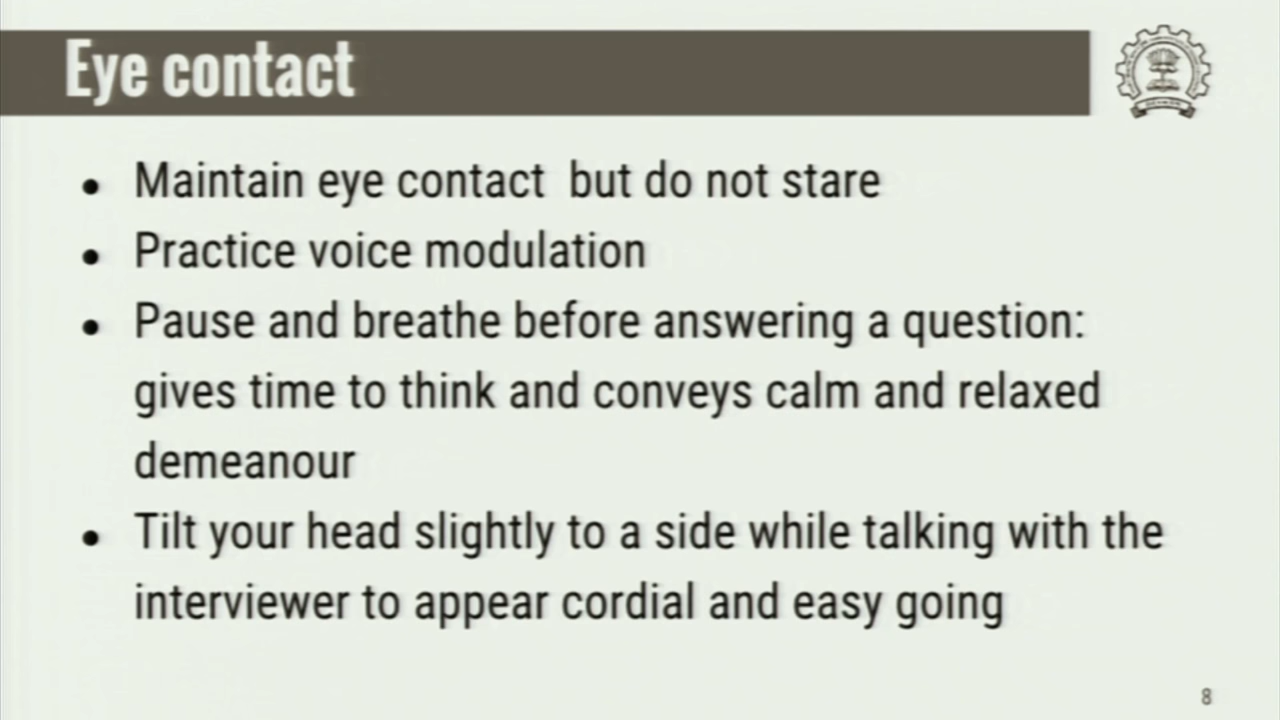 Eye contact
• Maintain eye contact but do not stare
• Practice voice modulation
• Pause and breathe before answering a question:
gives time to think and conveys calm and relaxed
demeanour
• Tilt your head slightly to a side while talking with the
interviewer to appear cordial and easy going
8